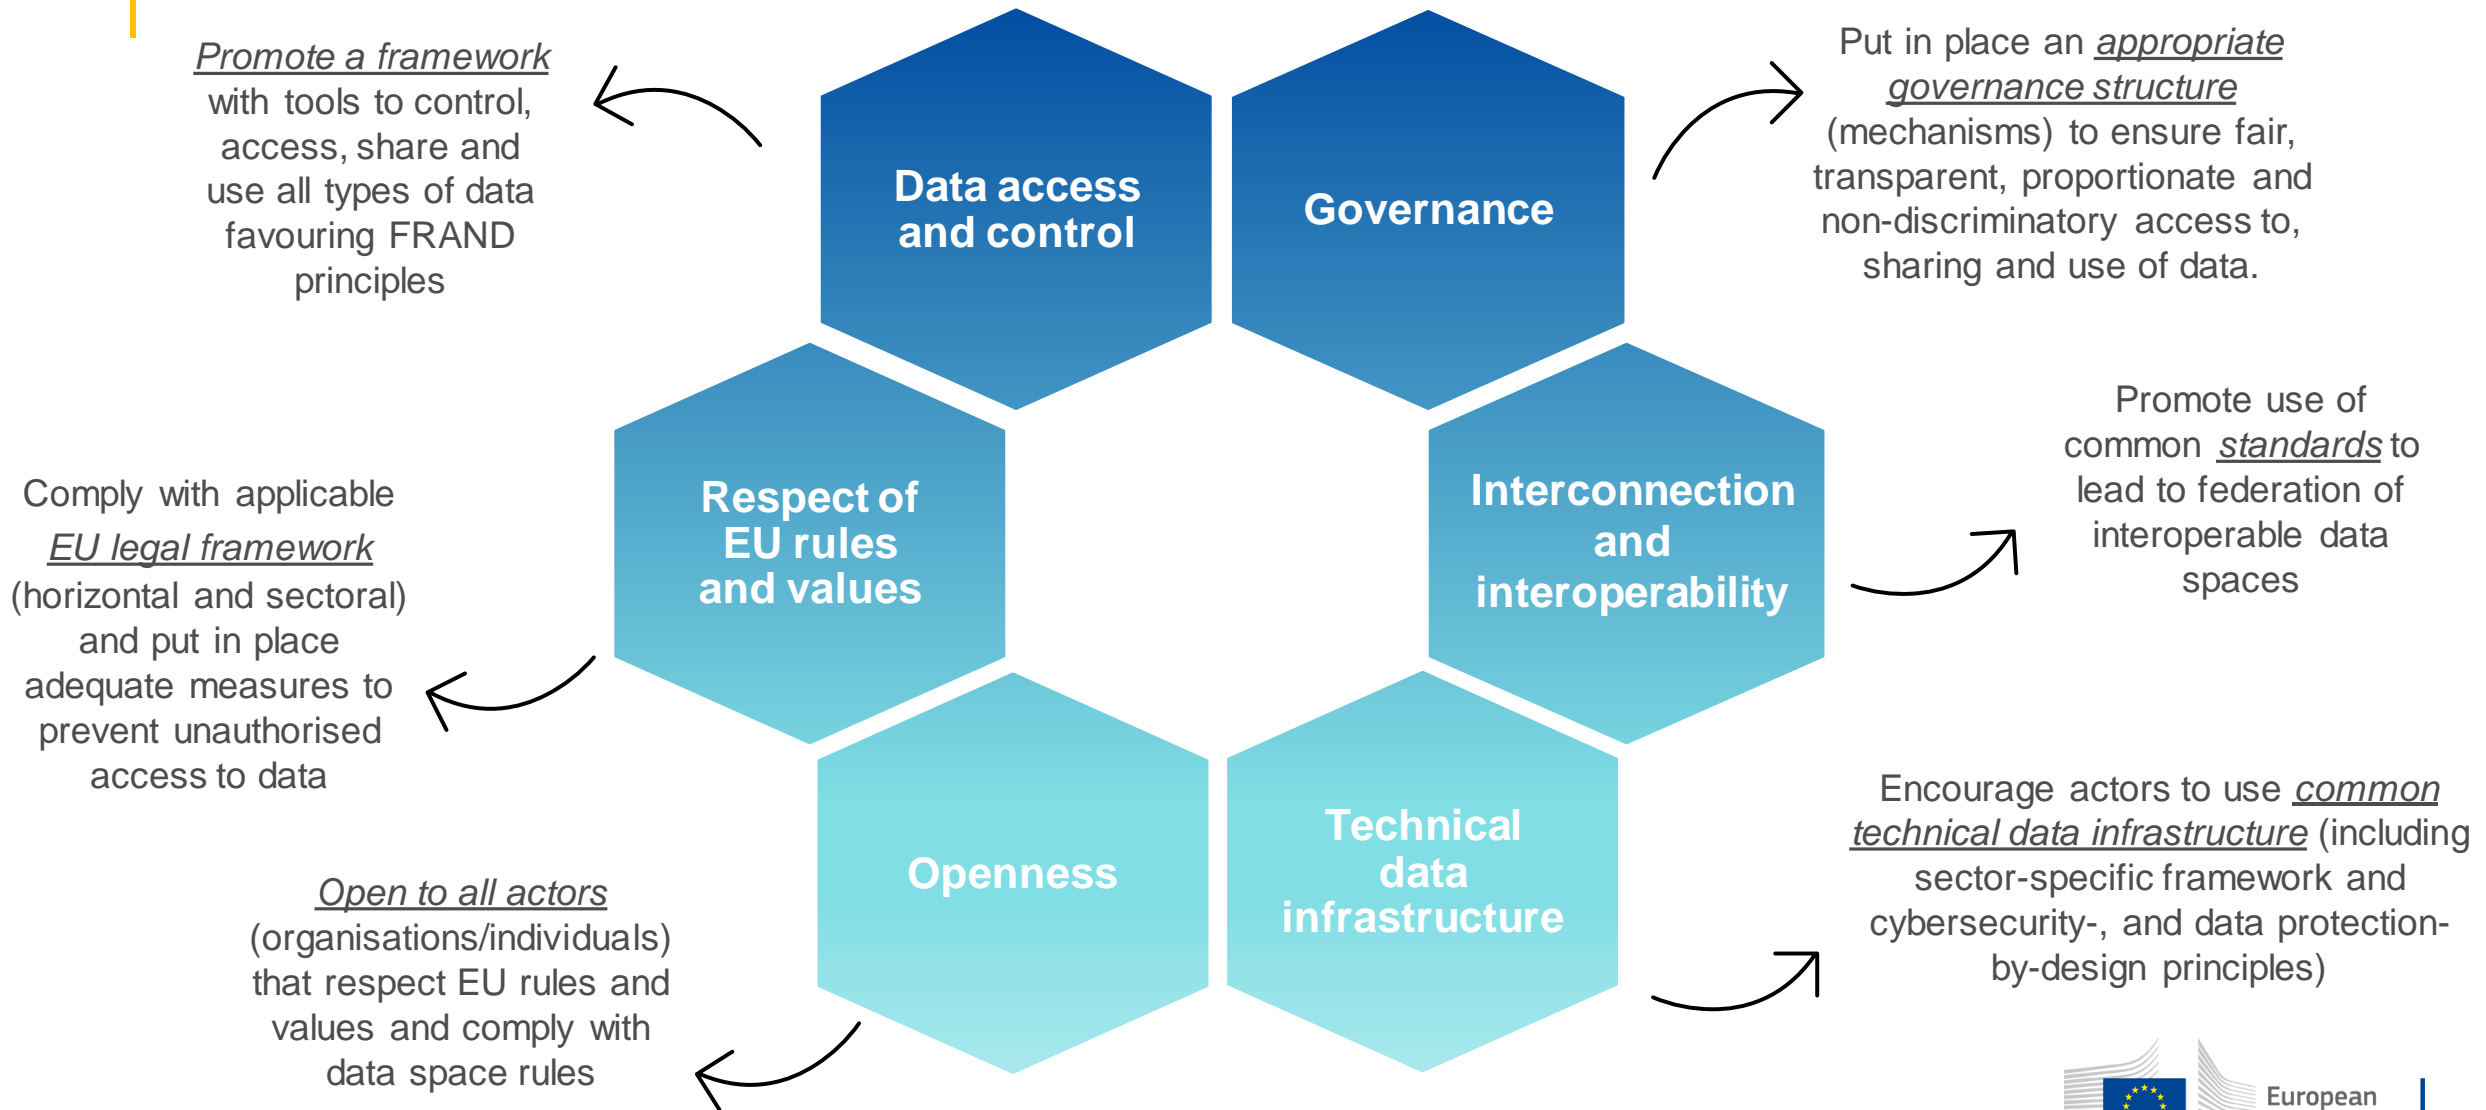 Promote a framework
with tools to control,
access, share and
use all types of data
favouring FRAND
principles
Data access
and control
Governance
Put in place an appropriate
governance structure
(mechanisms) to ensure fair,
transparent, proportionate and
non-discriminatory access to,
sharing and use of data.
Comply with applicable
EU legal framework
(horizontal and sectoral)
and put in place
adequate measures to
prevent unauthorised
access to data
Respect of
EU rules
and values
Interconnection
and
interoperability
Promote use of
common standards to
lead to federation of
interoperable data
spaces
Open to all actors
(organisations/individuals)
that respect EU rules and
values and comply with
data space rules
Openness
Technical
data
infrastructure
Encourage actors to use common
technical data infrastructure (including
sector-specific framework and
cybersecurity-, and data protection-
by-design principles)
European